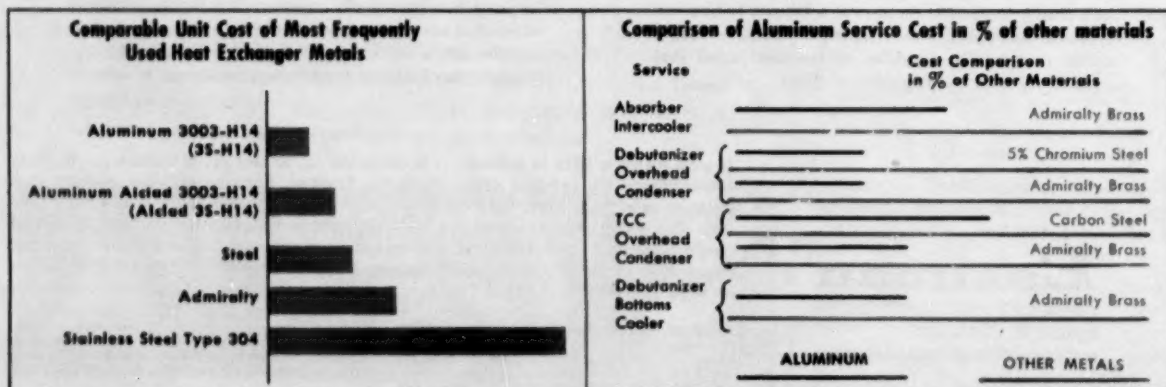 Comparable Unit Cost of Most Frequently
Used Heat Exchanger Metals
Aluminum 3003-H14
(3S-H14)
Aluminum Alclad 3003-H14
(Alclad 3S-H14)
Steel
Admiralty
Stainless Steel Type 304
Comparison of Aluminum Service Cost in % of other materials
Service
Cost Comparison
in % of Other Materials
Absorber
Intercooler
Admiralty Brass
Debutanizer
Overhead
Condenser
5% Chromium Steel
Admiralty Brass
TCC
Overhead
Condenser
Carbon Steel
Admiralty Brass
Debutanizer
Bottoms
Cooler
Admiralty Brass
ALUMINUM
OTHER METALS